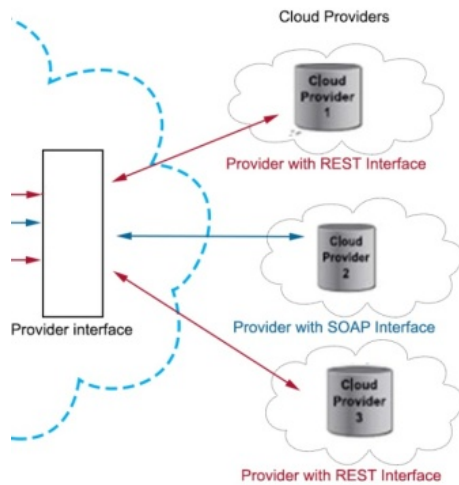 Cloud Providers
Cloud
Provider
1
Provider with REST Interface
Cloud
Provider
2
Provider interface
Provider with SOAP Interface
Cloud
Provider
3
Provider with REST Interface